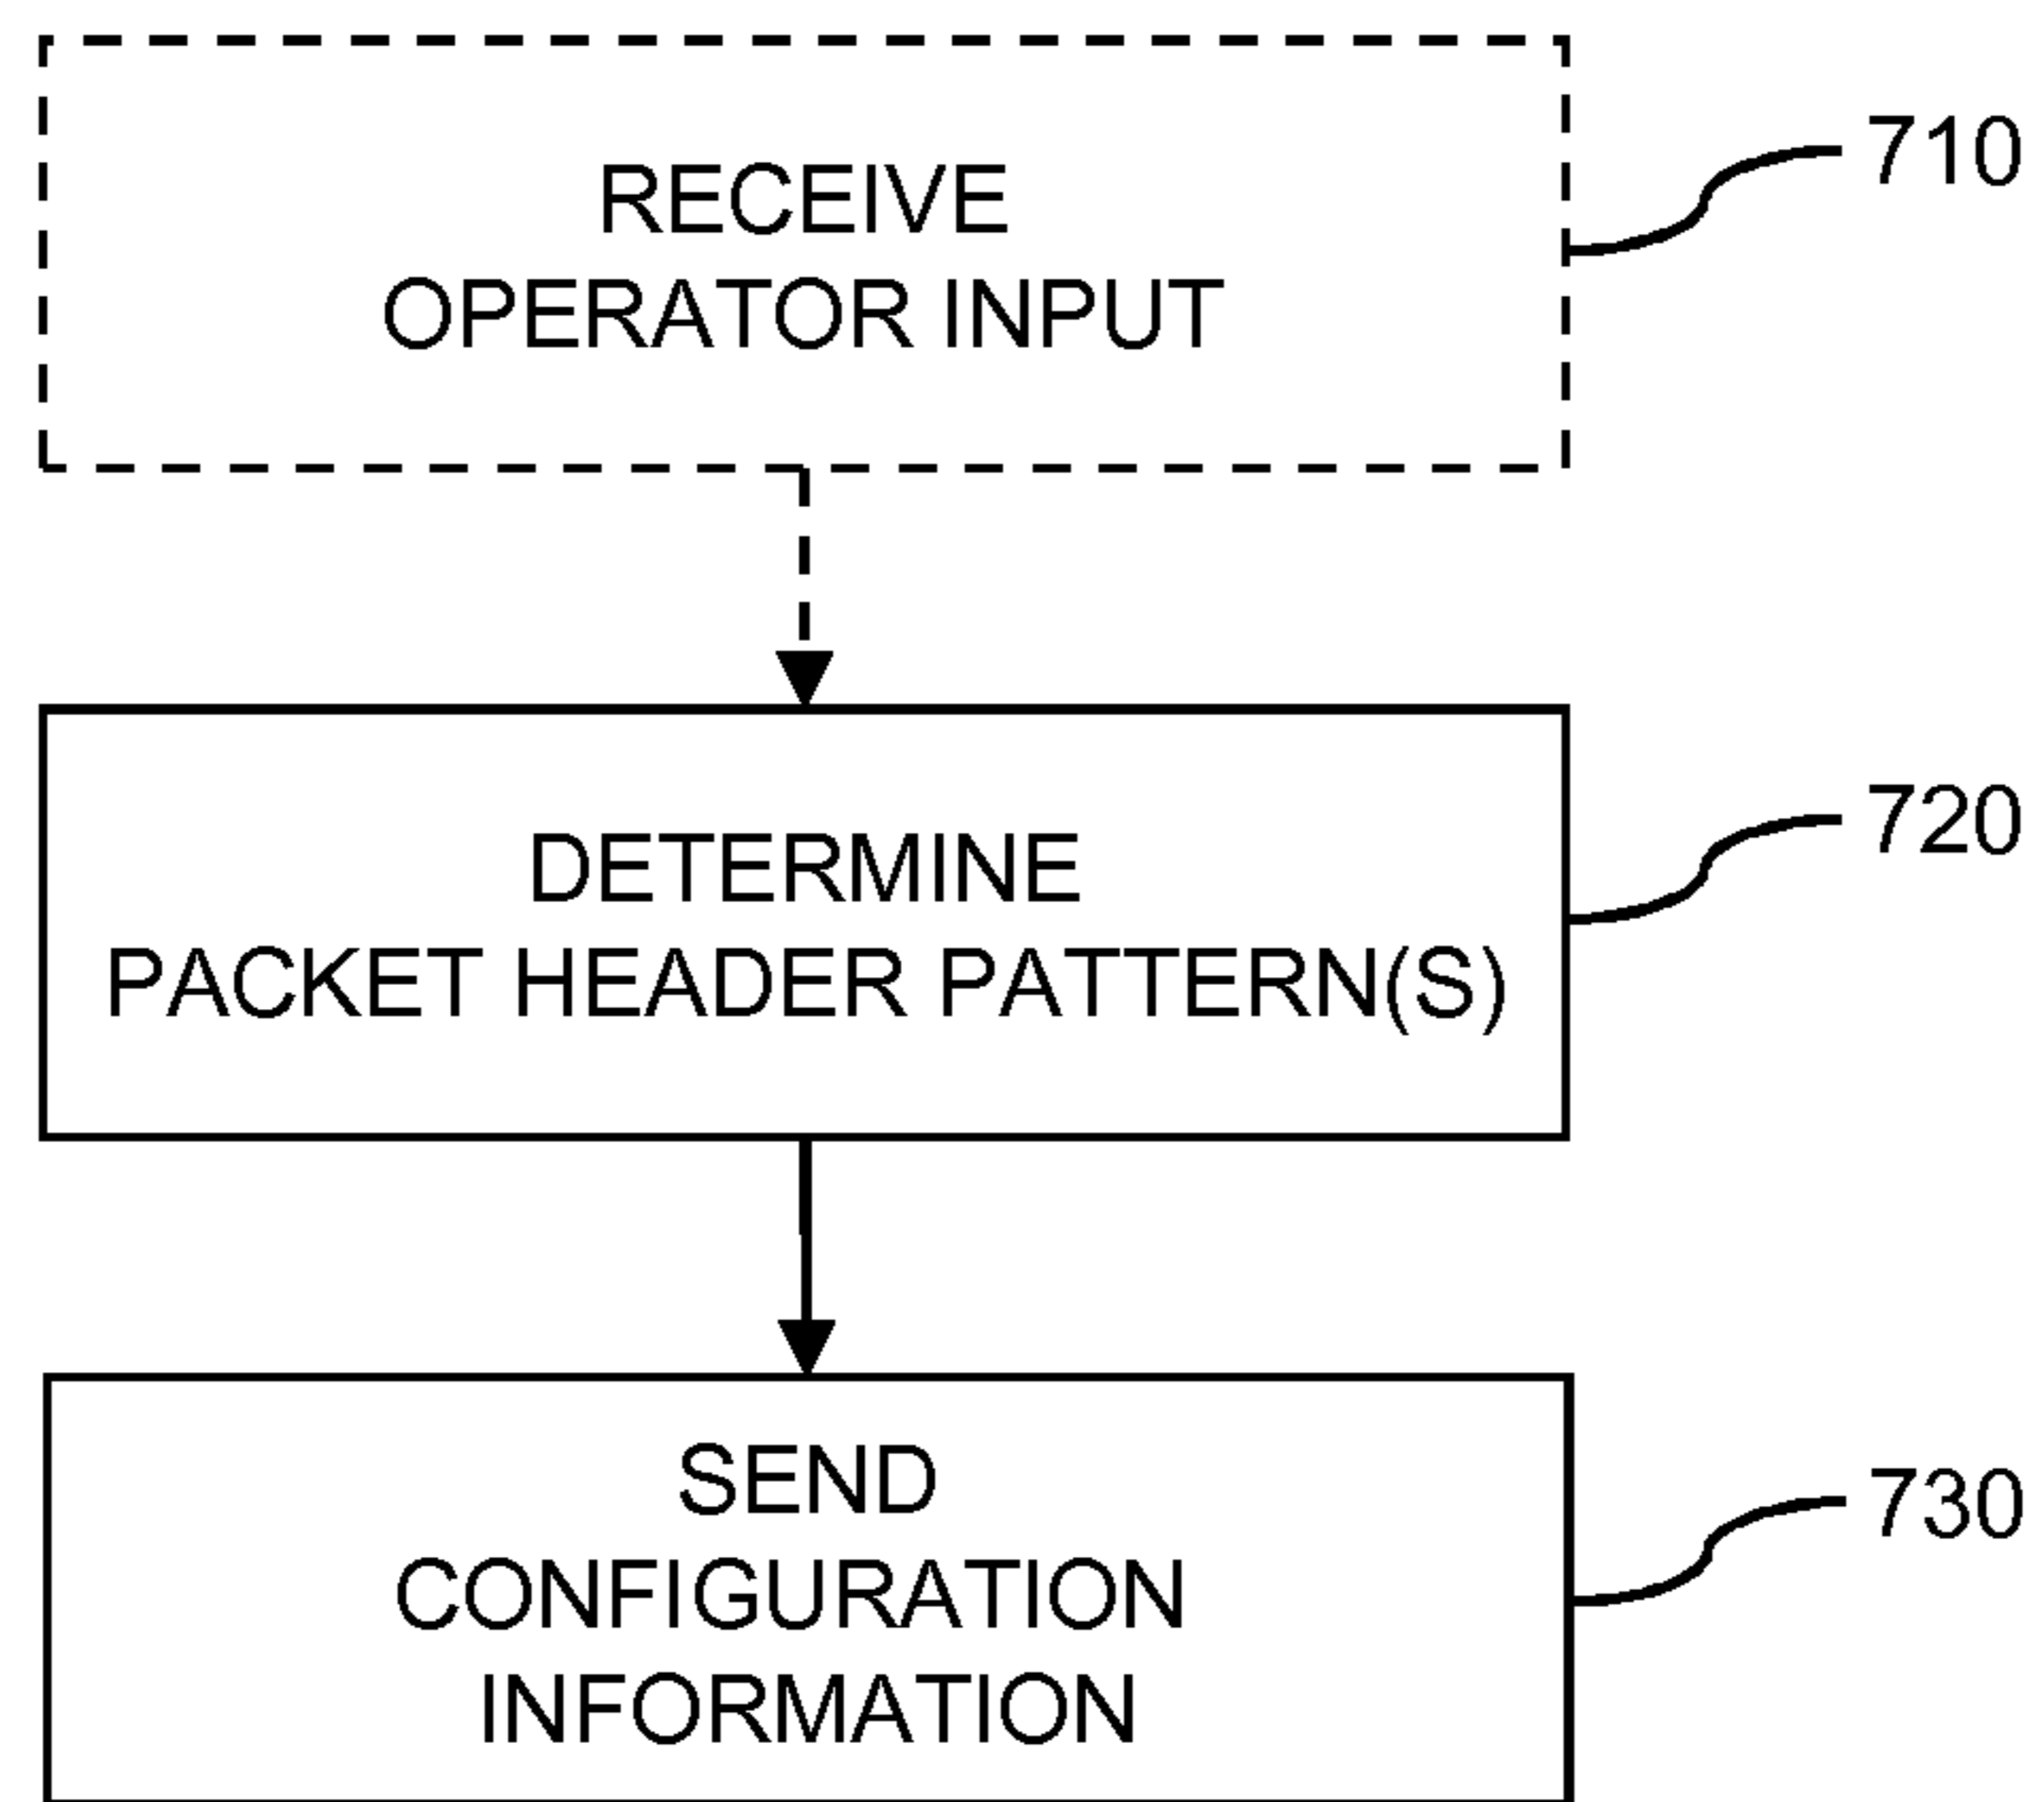 RECEIVE
OPERATOR INPUT
710
DETERMINE
PACKET HEADER PATTERN(S)
720
SEND
CONFIGURATION
INFORMATION
730